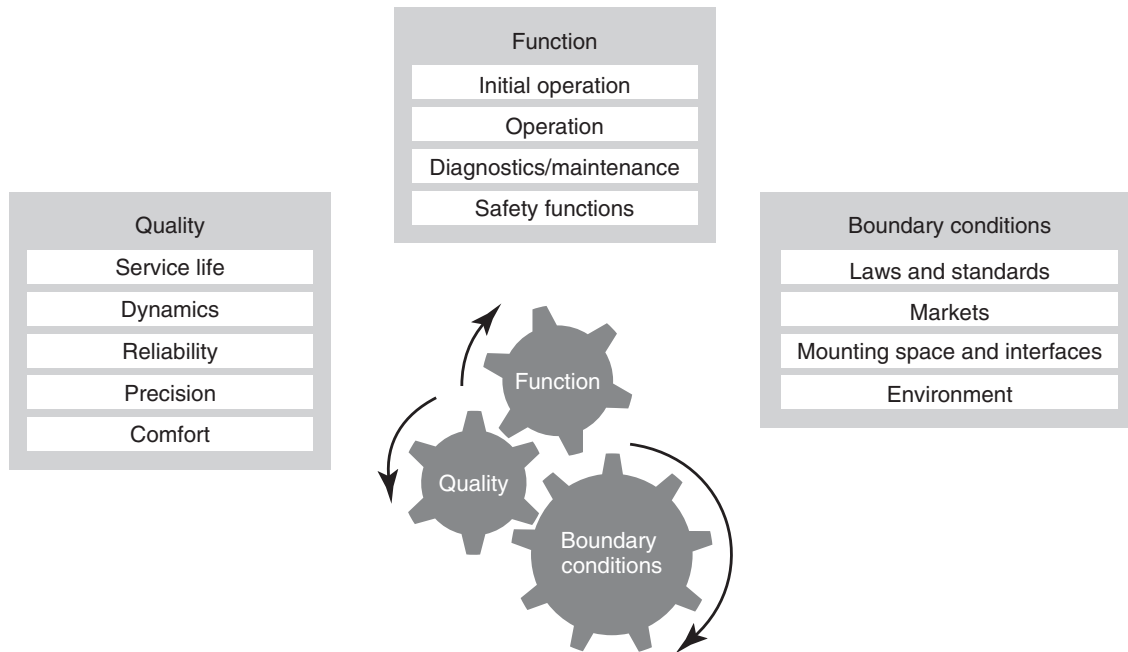 Function
Initial operation
Operation
Diagnostics/maintenance
Safety functions
Quality
Service life
Dynamics
Reliability
Precision
Comfort
Boundary conditions
Laws and standards
Markets
Mounting space and interfaces
Environment
Function
Quality
Boundary
conditions